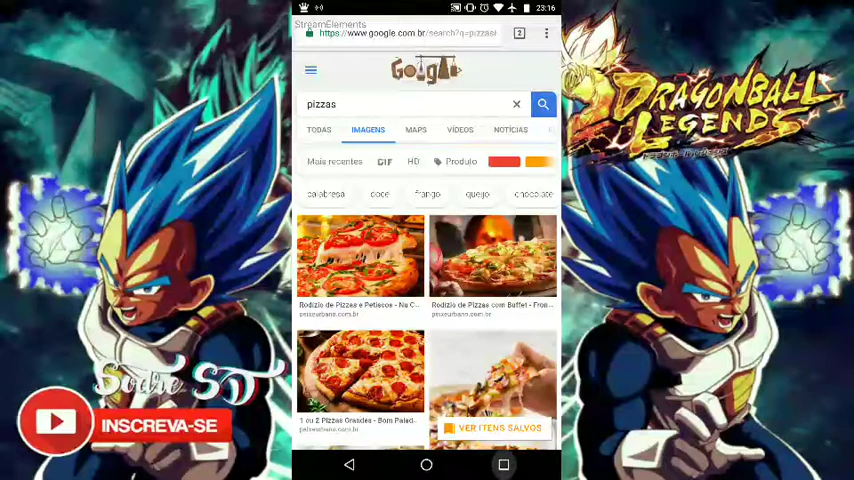 StreamElements
23:16
https://www.google.com.br/search?q=pizzas
2
Google
pizzas
TODAS IMAGENS MAPS VÍDEOS NOTÍCIAS
Mais recentes GIF HD Produto
calabresa doce frango queijo chocolate
Rodízio de Pizzas e Petiscos - Na C...
peixeurbano.com.br
Rodízio de Pizzas com Buffet - Fron...
peixeurbano.com.br
1 ou 2 Pizzas Grandes - Bom Palad...
peixeurbano.com.br
VER ITENS SALVOS
DRAGONBALL
LEGENDS
Sodre SD
INSCREVA-SE